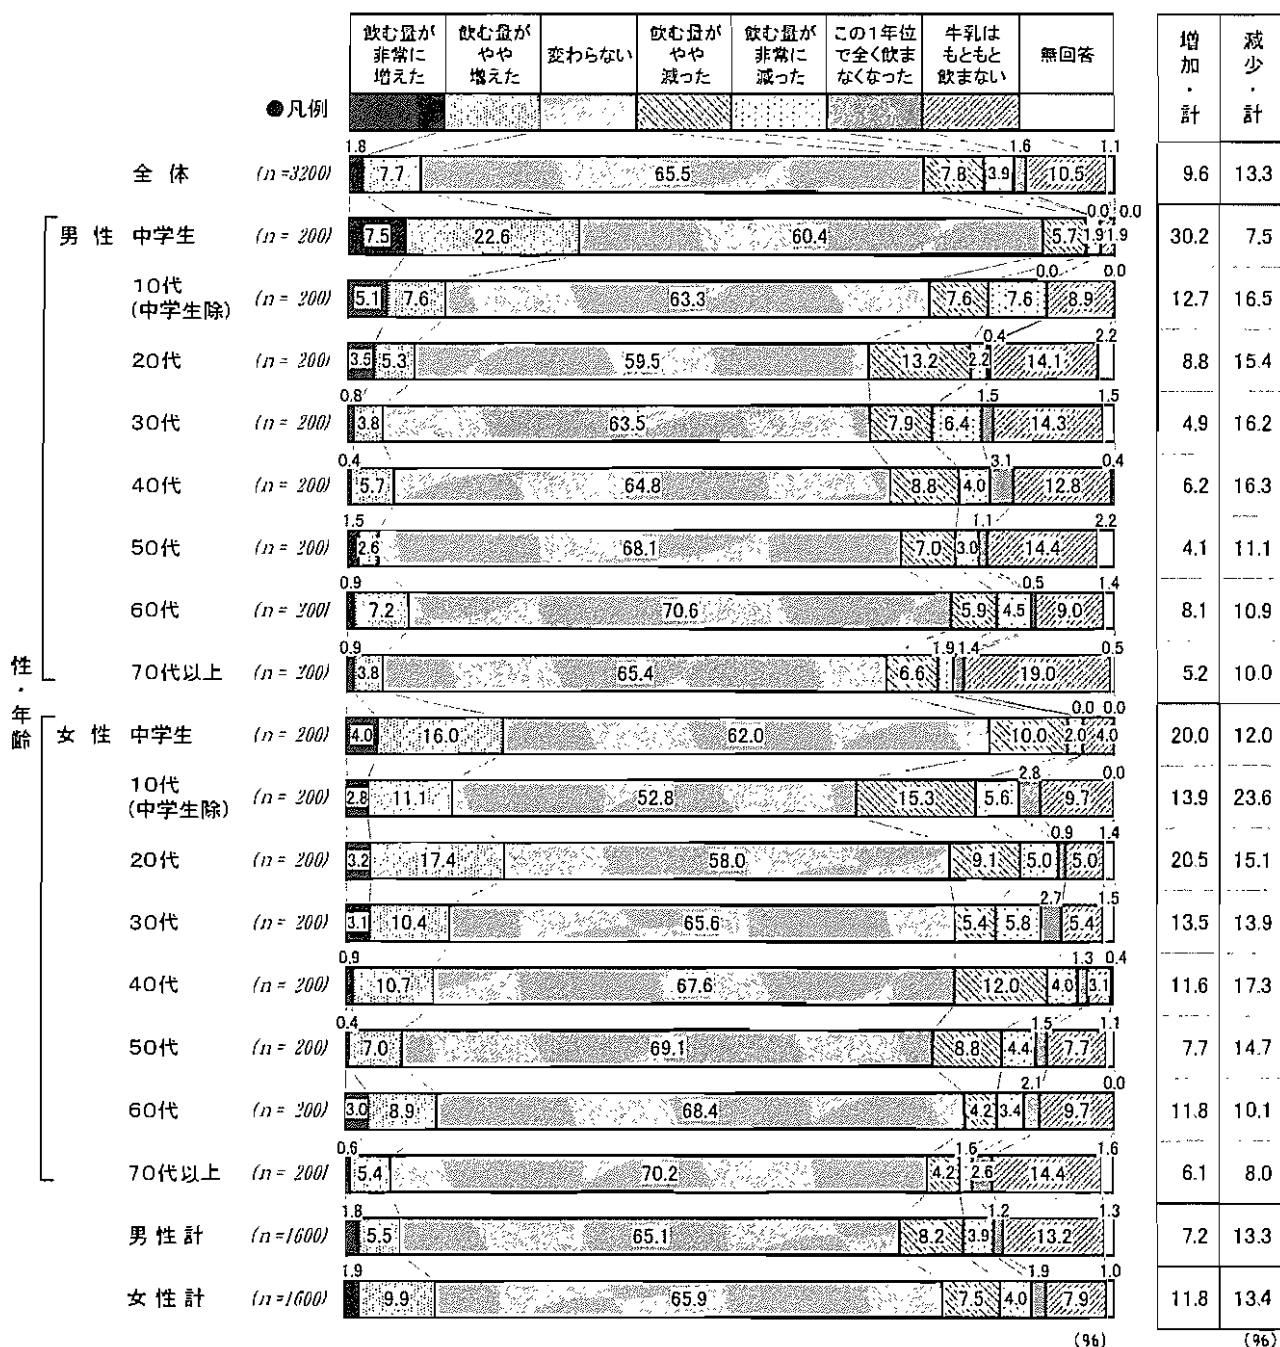 飲む量が非常に増えた 飲む量がやや増えた 変わらない 飲む量がやや減った 飲む量が非常に減った この1年位で全く飲まなくなった 牛乳はもともと飲まない 無回答 増加・計 減少・計
●凡例
1.8 1.6 1.1
全体 (n=3200) 7.7 65.5 7.8 3.9 10.5 9.6 13.3
0.0 0.0
男性 中学生 (n=200) 7.5 22.6 60.4 5.7 1.9 1.9 30.2 7.5
0.0 0.0
10代(中学生除) (n=200) 5.1 7.6 63.3 7.6 7.6 8.9 12.7 16.5
0.4 2.2
20代 (n=200) 3.5 5.3 59.5 13.2 2.2 14.1 8.8 15.4
0.8 1.5 1.5
30代 (n=200) 3.8 63.5 7.9 6.4 14.3 4.9 16.2
0.4 3.1 0.4
40代 (n=200) 5.7 64.8 8.8 4.0 12.8 6.2 16.3
1.5 1.1 2.2
50代 (n=200) 2.6 68.1 7.0 3.0 14.4 4.1 11.1
0.9 0.5 1.4
60代 (n=200) 7.2 70.6 5.9 4.5 9.0 8.1 10.9
0.9 1.9 1.4 0.5
70代以上 (n=200) 3.8 65.4 6.6 19.0 5.2 10.0
性・年齢
0.0 0.0
女性 中学生 (n=200) 4.0 16.0 62.0 10.0 2.0 4.0 20.0 12.0
2.8 0.0
10代(中学生除) (n=200) 2.8 11.1 52.8 15.3 5.6 9.7 13.9 23.6
0.9 1.4
20代 (n=200) 3.2 17.4 58.0 9.1 5.0 5.0 20.5 15.1
2.7 1.5
30代 (n=200) 3.1 10.4 65.6 5.4 5.8 5.4 13.5 13.9
0.9 1.3 0.4
40代 (n=200) 10.7 67.6 12.0 4.0 3.1 11.6 17.3
0.4 1.5 1.1
50代 (n=200) 7.0 69.1 8.8 4.4 7.7 7.7 14.7
2.1 0.0
60代 (n=200) 3.0 8.9 68.4 4.2 3.4 9.7 11.8 10.1
0.6 1.6 1.6
70代以上 (n=200) 5.4 70.2 4.2 2.6 14.4 6.1 8.0
1.8 1.2 1.3
男性計 (n=1600) 5.5 65.1 8.2 3.9 13.2 7.2 13.3
1.9 1.9 1.0
女性計 (n=1600) 9.9 65.9 7.5 4.0 7.9 11.8 13.4
(%) (%)